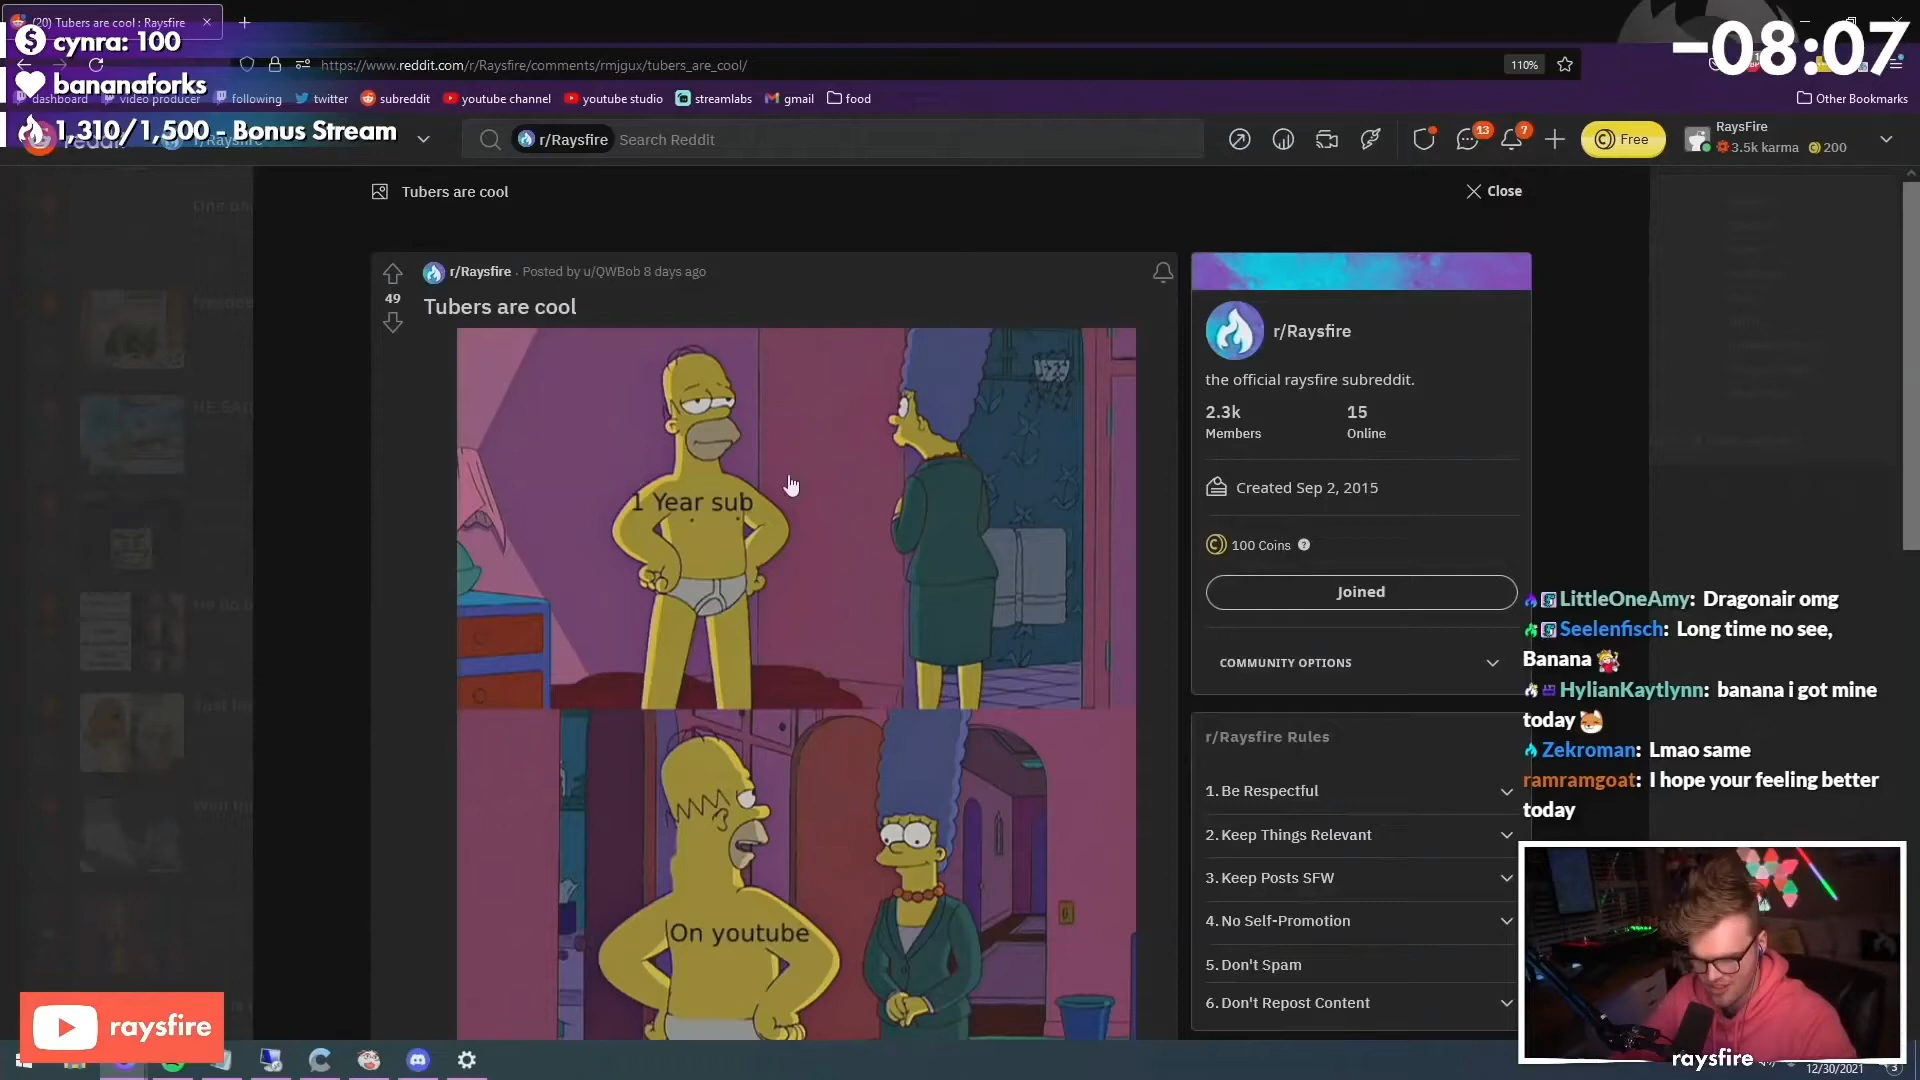 (20) Tubers are cool : Raysfire
cynra: 100
-08:07
https://www.reddit.com/r/Raysfire/comments/rmjgux/tubers_are_cool/
110%
bananaforks
dashboard
video producer
following
twitter
subreddit
youtube channel
youtube studio
streamlabs
gmail
food
Other Bookmarks
1,310/1,500 - Bonus Stream
r/Raysfire
r/Raysfire
Search Reddit
13
7
Free
RaysFire
3.5k karma
200
Tubers are cool
Close
r/Raysfire . Posted by u/QWBob 8 days ago
49
Tubers are cool
1 Year sub
On youtube
r/Raysfire
the official raysfire subreddit.
2.3k
15
Members
Online
Created Sep 2, 2015
100 Coins
Joined
COMMUNITY OPTIONS
r/Raysfire Rules
1. Be Respectful
2. Keep Things Relevant
3. Keep Posts SFW
4. No Self-Promotion
5. Don't Spam
6. Don't Repost Content
LittleOneAmy: Dragonair omg
Seelenfisch: Long time no see,
Banana
HylianKaytlynn: banana i got mine
today
Zekroman: Lmao same
ramramgoat: I hope your feeling better
today
raysfire
raysfire
12/30/2021
3